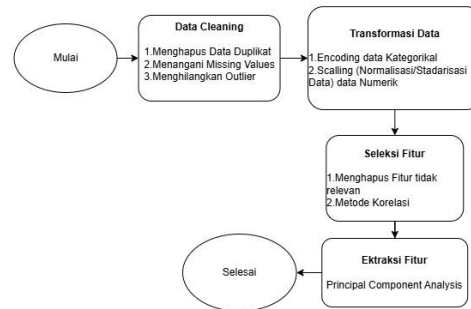 Mulai
Data Cleaning
1.Menghapus Data Duplikat
2.Menangani Missing Values
3.Menghilangkan Outlier
Transformasi Data
1.Encoding data Kategorikal
2.Scalling (Normalisasi/Stadarisasi
Data) data Numerik
Seleksi Fitur
1.Menghapus Fitur tidak
relevan
2.Metode Korelasi
Ektraksi Fitur
Principal Component Analysis
Selesai